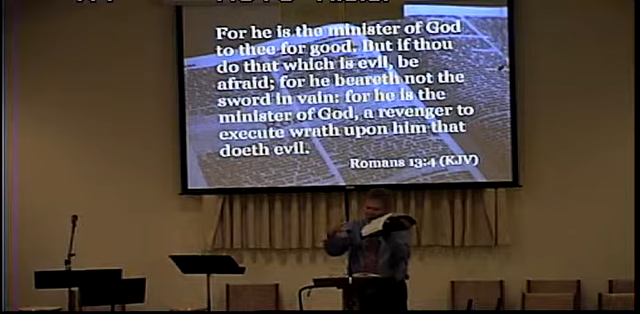 For he is the minister of God
to thee for good. But if thou
do that which is evil, be
afraid; for he beareth not the
sword in vain: for he is the
minister of God, a revenger to
execute wrath upon him that
doeth evil.
Romans 13:4 (KJV)